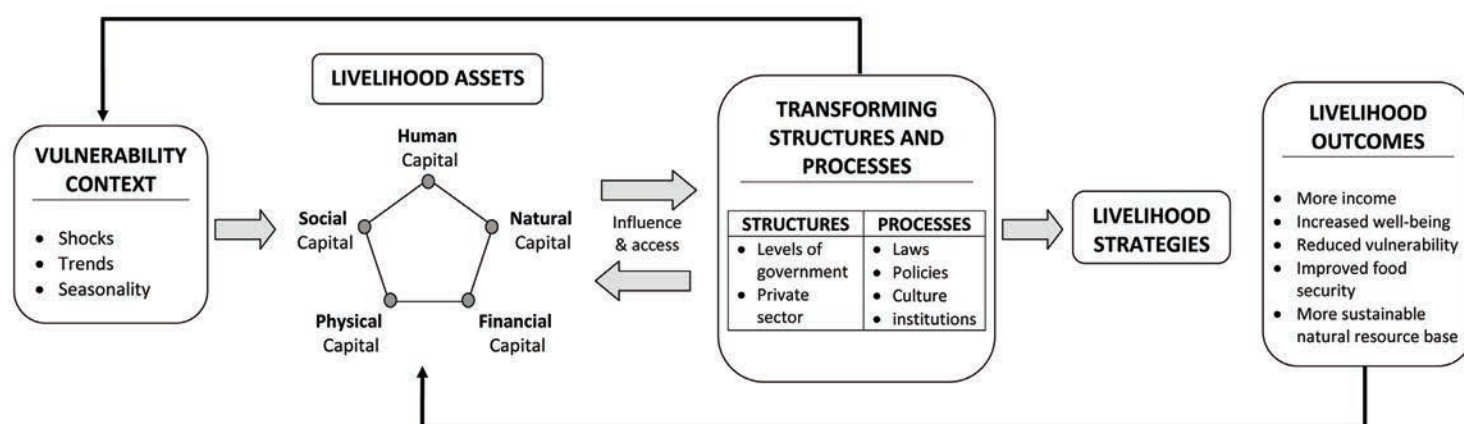 LIVELIHOOD ASSETS
VULNERABILITY
CONTEXT
• Shocks
• Trends
• Seasonality
Human
Capital
Social
Capital
Natural
Capital
Physical
Capital
Financial
Capital
Influence
& access
TRANSFORMING
STRUCTURES AND
PROCESSES
STRUCTURES
• Levels of
government
• Private
sector
PROCESSES
• Laws
• Policies
• Culture
• institutions
LIVELIHOOD
STRATEGIES
LIVELIHOOD
OUTCOMES
• More income
• Increased well-being
• Reduced vulnerability
• Improved food
security
• More sustainable
natural resource base